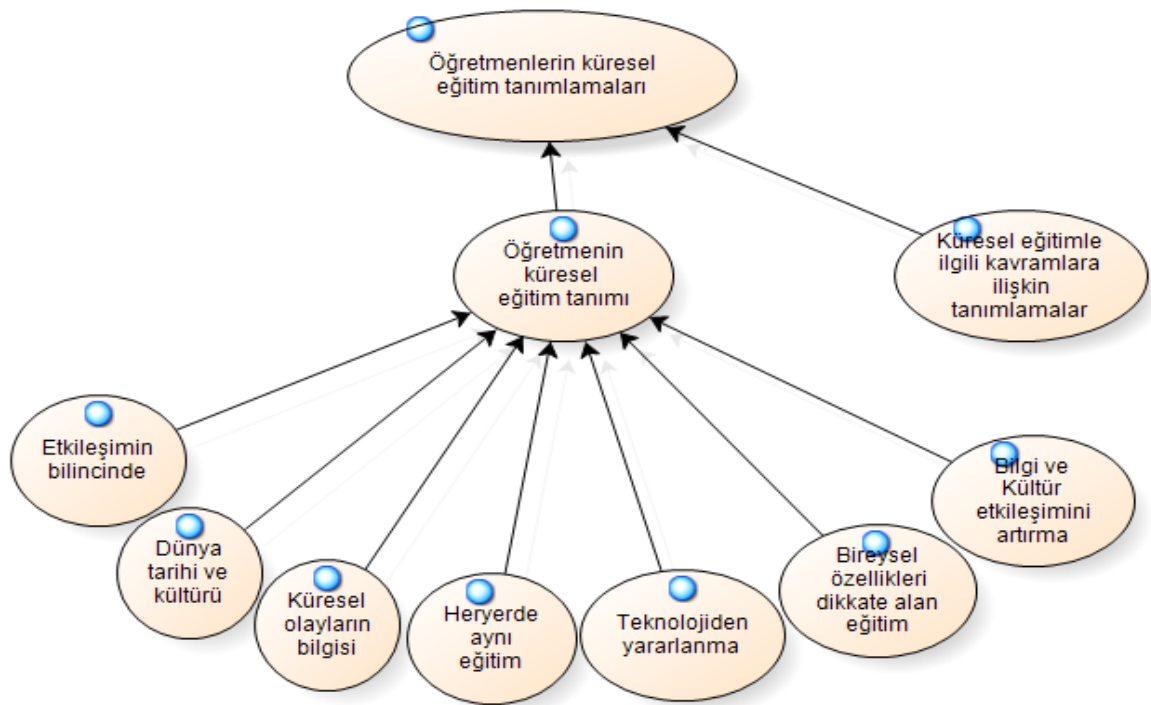 Öğretmenlerin küresel
eğitim tanımlamaları
Öğretmenin
küresel
eğitim tanımı
Küresel eğitimle
ilgili kavramlara
ilişkin
tanımlamalar
Etkileşimin
bilincinde
Dünya
tarihi ve
kültürü
Küresel
olayların
bilgisi
Heryerde
aynı
eğitim
Teknolojiden
yararlanma
Bireysel
özellikleri
dikkate alan
eğitim
Bilgi ve
Kültür
etkileşimini
artırma